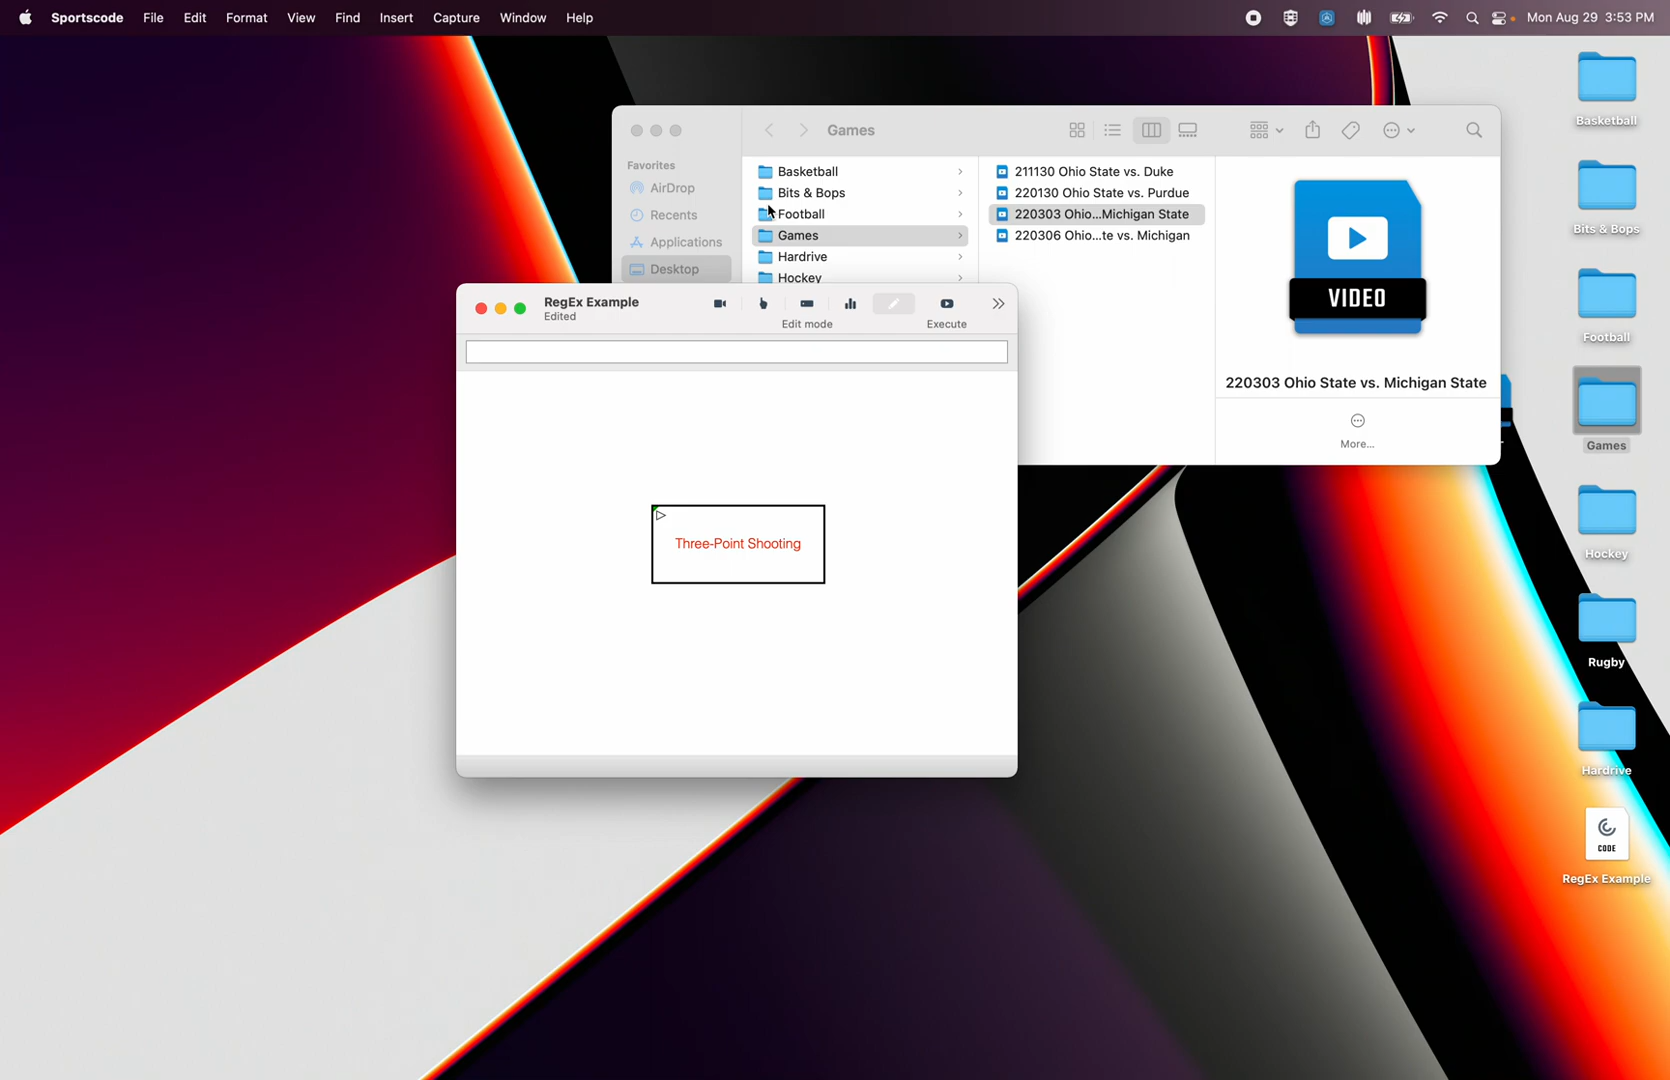 Sportscode File Edit Format View Find Insert Capture Window Help Mon Aug 29 3:53 PM
Games
Favorites
AirDrop
Recents
Applications
Desktop
Basketball
Bits & Bops
Football
Games
Hardrive
Hockey
211130 Ohio State vs. Duke
220130 Ohio State vs. Purdue
220303 Ohio...Michigan State
220306 Ohio...te vs. Michigan
VIDEO
220303 Ohio State vs. Michigan State
More...
RegEx Example
Edited
Edit mode
Execute
Three-Point Shooting
Basketball
Bits & Bops
Football
Games
Hockey
Rugby
Hardrive
CODE
RegEx Example